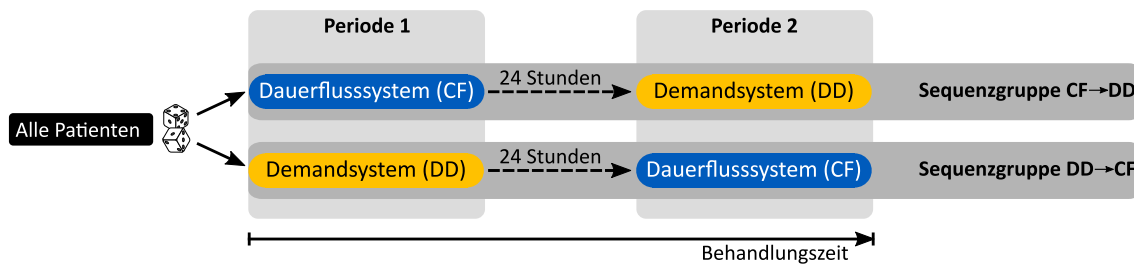 Periode 1
Periode 2
Dauerflusssystem (CF)
24 Stunden
Demandsystem (DD)
Sequenzgruppe CF→DD
Alle Patienten
Demandsystem (DD)
24 Stunden
Dauerflusssystem (CF)
Sequenzgruppe DD→CF
Behandlungszeit